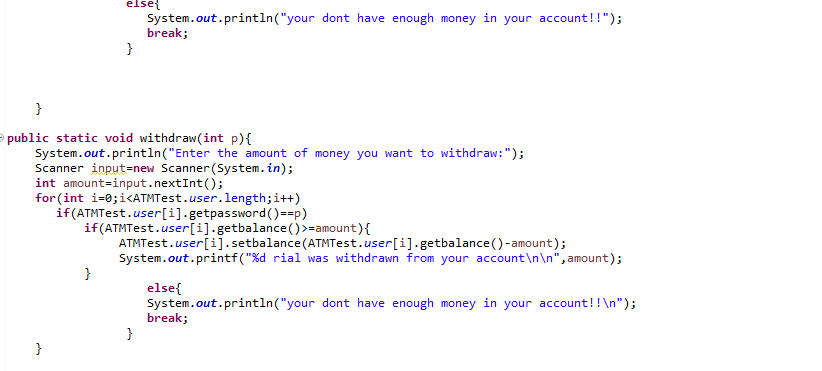 else{
System.out.println("your dont have enough money in your account!!");
break;
}
}
public static void withdraw(int p){
System.out.println("Enter the amount of money you want to withdraw:");
Scanner input=new Scanner(System.in);
int amount=input.nextInt();
for(int i=0;i<ATMTest.user.length;i++)
if(ATMTest.user[i].getpassword()==p)
if(ATMTest.user[i].getbalance()>=amount){
ATMTest.user[i].setbalance(ATMTest.user[i].getbalance()-amount);
System.out.printf("%d rial was withdrawn from your account\n\n",amount);
}
else{
System.out.println("your dont have enough money in your account!!\n");
break;
}
}